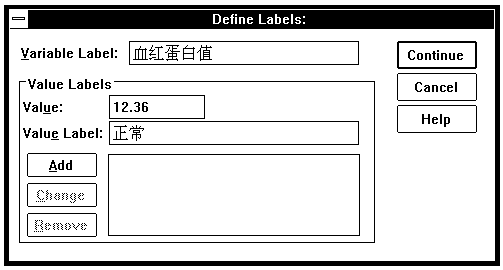 Define Labels:
Variable Label: 血红蛋白值
Continue
Value Labels
Cancel
Value: 12.36
Help
Value Label: 正常
Add
Change
Remove